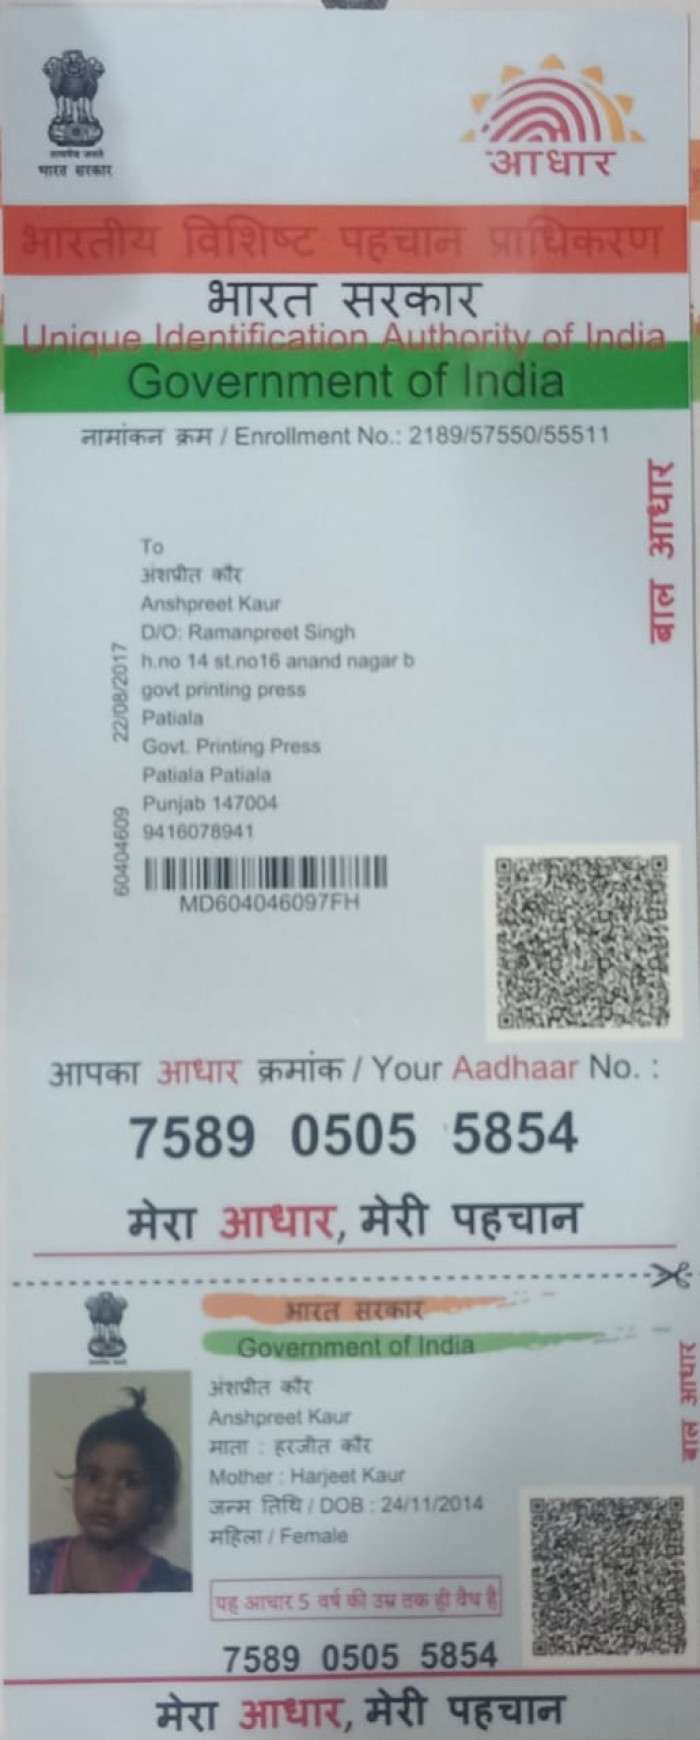 सत्यमेव जयते
भारत सरकार
आधार
भारतीय विशिष्ट पहचान प्राधिकरण
भारत सरकार
Unique Identification Authority of India
Government of India
नामांकन क्रम / Enrollment No.: 2189/57550/55511
बाल आधार
To
अंशप्रीत कौर
Anshpreet Kaur
D/O: Ramanpreet Singh
h.no 14 st.no16 anand nagar b
govt printing press
Patiala
Govt. Printing Press
Patiala Patiala
Punjab 147004
9416078941
22/08/2017
60404609
MD604046097FH
आपका आधार क्रमांक / Your Aadhaar No. :
7589 0505 5854
मेरा आधार, मेरी पहचान
भारत सरकार
Government of India
बाल आधार
अंशप्रीत कौर
Anshpreet Kaur
माता : हरजीत कौर
Mother : Harjeet Kaur
जन्म तिथि / DOB : 24/11/2014
महिला / Female
यह आधार 5 वर्ष की उम्र तक ही वैध है
7589 0505 5854
मेरा आधार, मेरी पहचान